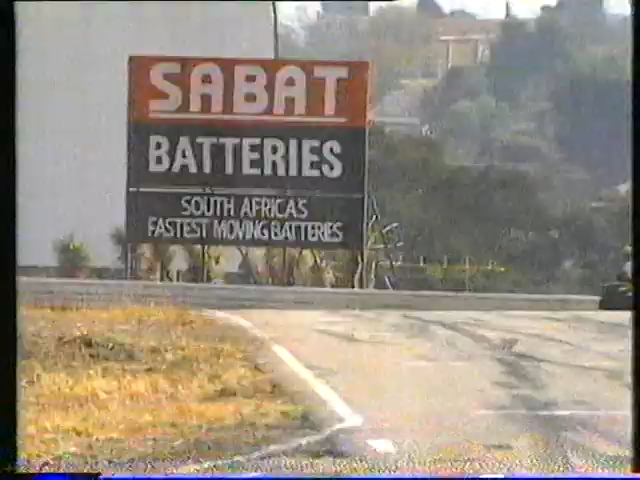 SABAT
BATTERIES
SOUTH AFRICA'S
FASTEST MOVING BATTERIES